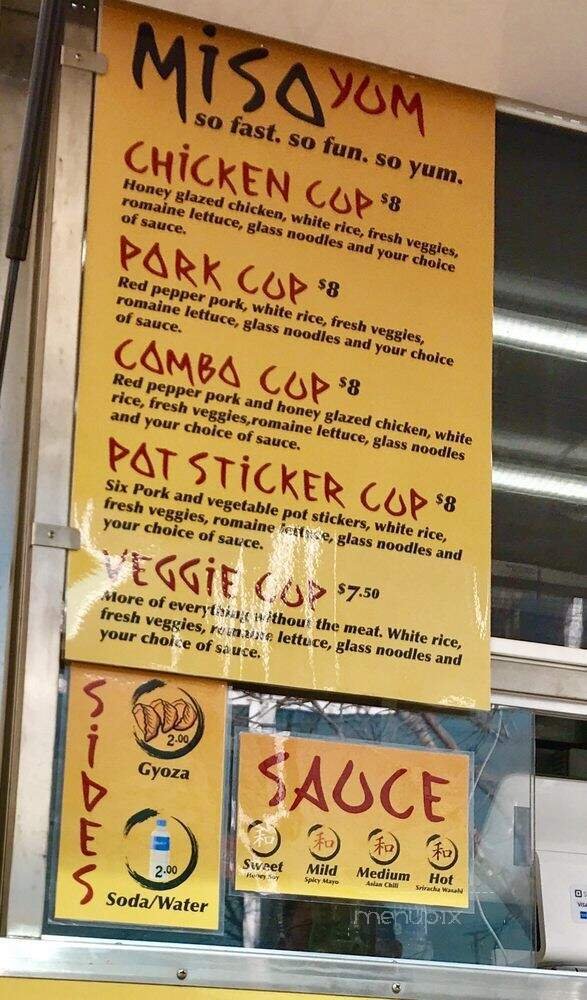 MiSO YUM
so fast. so fun. so yum.
CHiCKEN CUP $8
Honey glazed chicken, white rice, fresh veggies,
romaine lettuce, glass noodles and your choice
of sauce.
PORK CUP $8
Red pepper pork, white rice, fresh veggies,
romaine lettuce, glass noodles and your choice
of sauce.
COMBO CUP $8
Red pepper pork and honey glazed chicken, white
rice, fresh veggies,romaine lettuce, glass noodles
and your choice of sauce.
POT STiCKER CUP $8
Six Pork and vegetable pot stickers, white rice,
fresh veggies, romaine lettuce, glass noodles and
your choice of sauce.
VEGGiE CUP $7.50
More of everything without the meat. White rice,
fresh veggies, romaine lettuce, glass noodles and
your choice of sauce.
SiDES
2.00
Gyoza
2.00
Soda/Water
SAUCE
和 和 和 和
Sweet Mild Medium Hot
Honey Soy Spicy Mayo Asian Chili Sriracha Wasabi
menupix
VISA